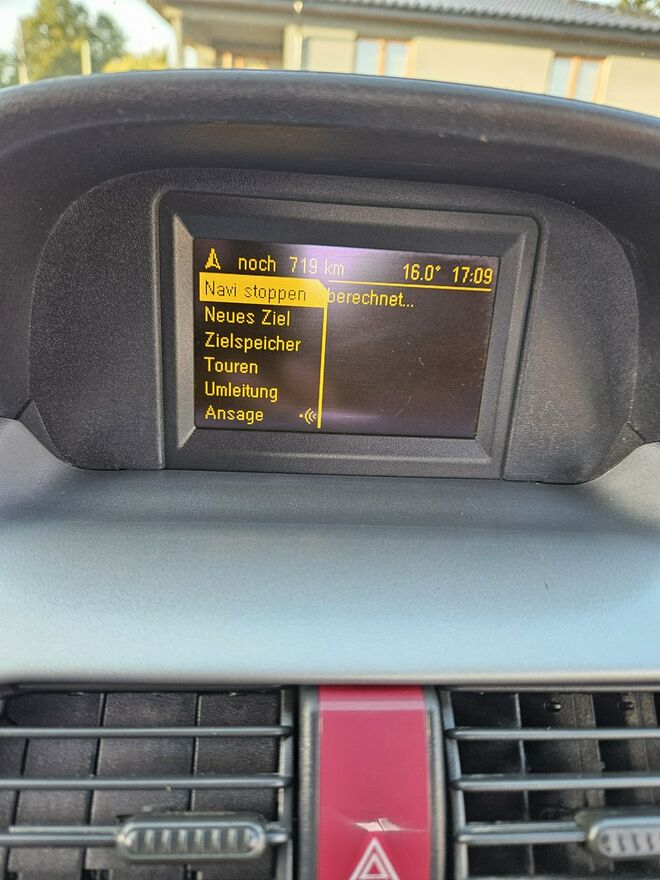 noch 719 km 16.0° 17:09
Navi stoppen berechnet...
Neues Ziel
Zielspeicher
Touren
Umleitung
Ansage